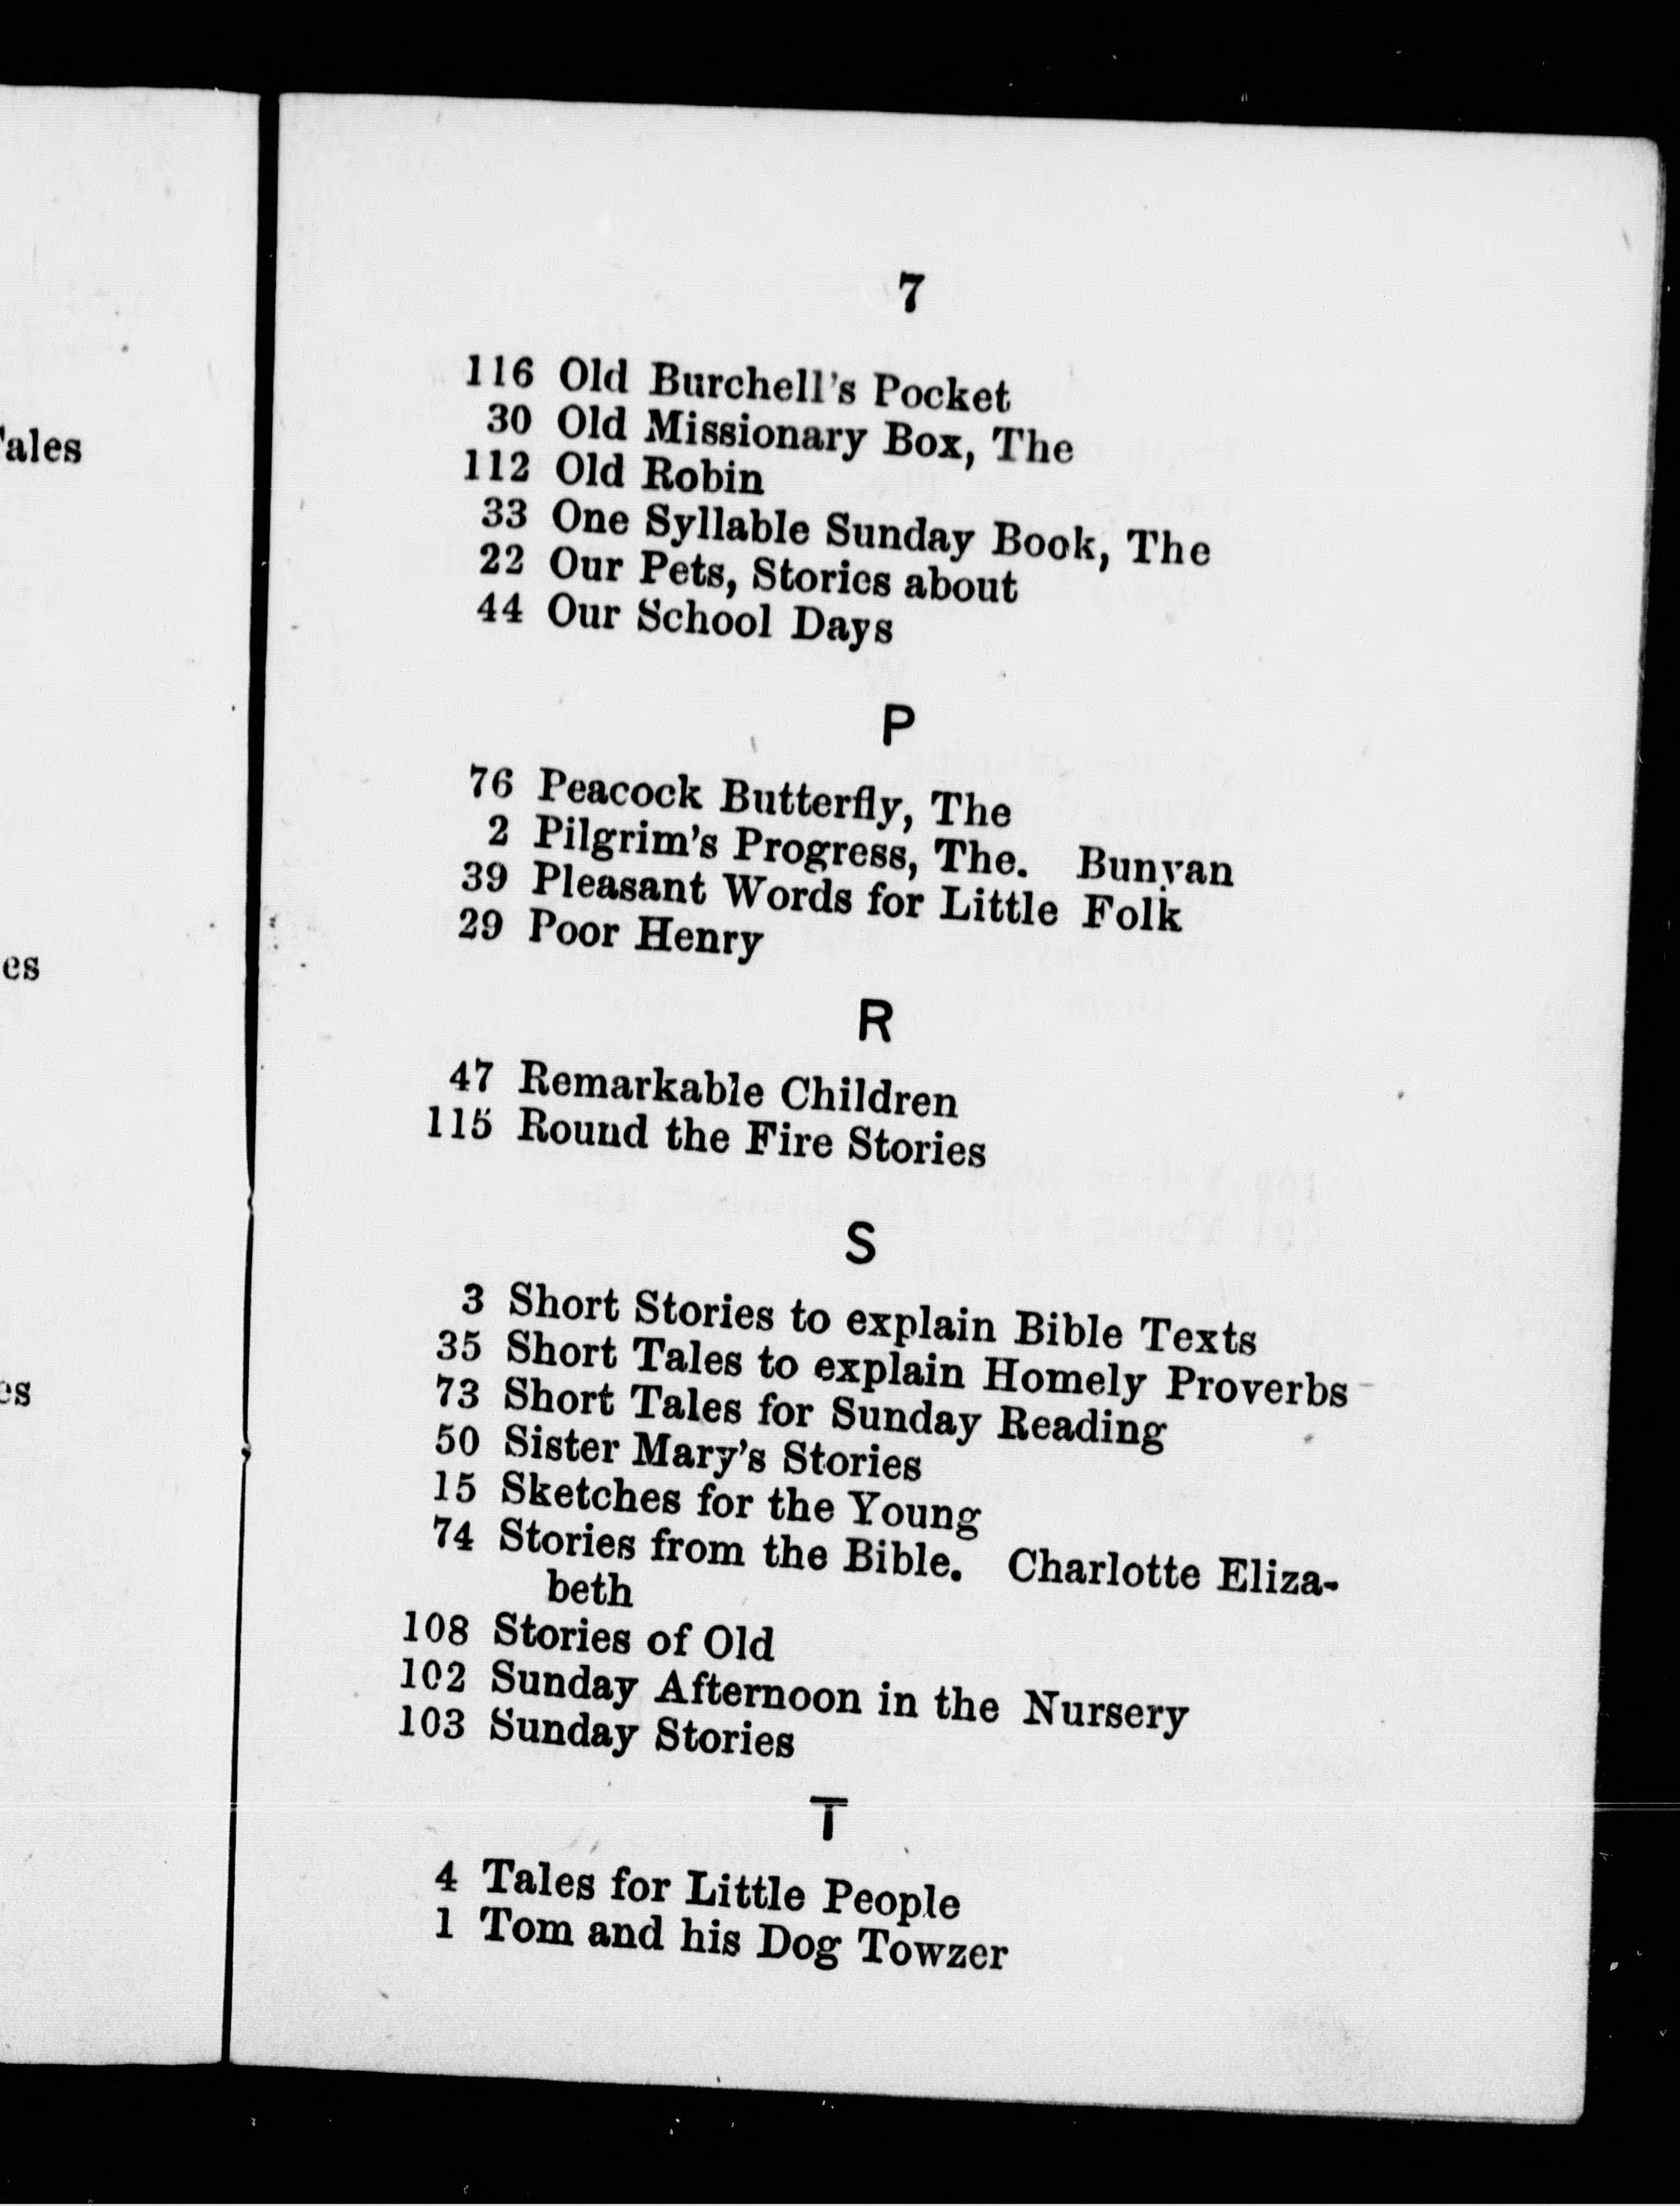 7
116 Old Burchell's Pocket
30 Old Missionary Box, The
112 Old Robin
33 One Syllable Sunday Book, The
22 Our Pets, Stories about
44 Our School Days
P
76 Peacock Butterfly, The
2 Pilgrim's Progress, The. Bunyan
39 Pleasant Words for Little Folk
29 Poor Henry
R
47 Remarkable Children
115 Round the Fire Stories
S
3 Short Stories to explain Bible Texts
35 Short Tales to explain Homely Proverbs
73 Short Tales for Sunday Reading
50 Sister Mary's Stories
15 Sketches for the Young
74 Stories from the Bible. Charlotte Eliza-
beth
108 Stories of Old
102 Sunday Afternoon in the Nursery
103 Sunday Stories
T
4 Tales for Little People
1 Tom and his Dog Towzer